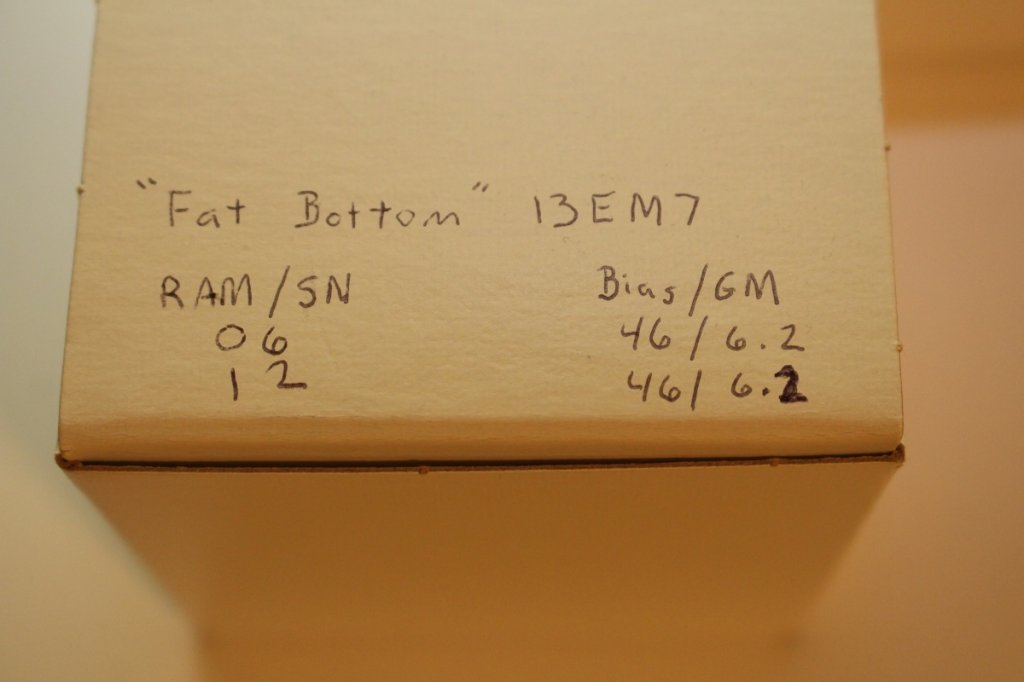 "Fat Bottom" 13EM7
RAM/SN Bias/GM
06 46/6.2
12 46/6.2